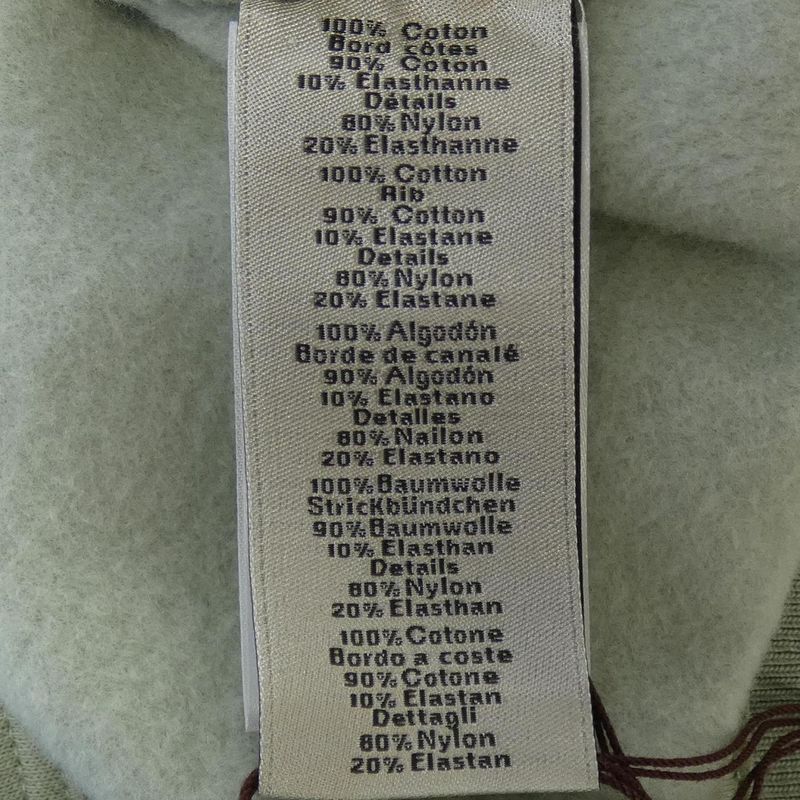 100% Coton
Bord côtes
90% Coton
10% Elasthanne
Détails
80% Nylon
20% Elasthanne
100% Cotton
Rib
90% Cotton
10% Elastane
Details
80% Nylon
20% Elastane
100% Algodón
Borde de canalé
90% Algodón
10% Elastano
Detalles
80% Nailon
20% Elastano
100% Baumwolle
Strickbündchen
90% Baumwolle
10% Elasthan
Details
80% Nylon
20% Elasthan
100% Cotone
Bordo a coste
90% Cotone
10% Elastan
Dettagli
80% Nylon
20% Elastan